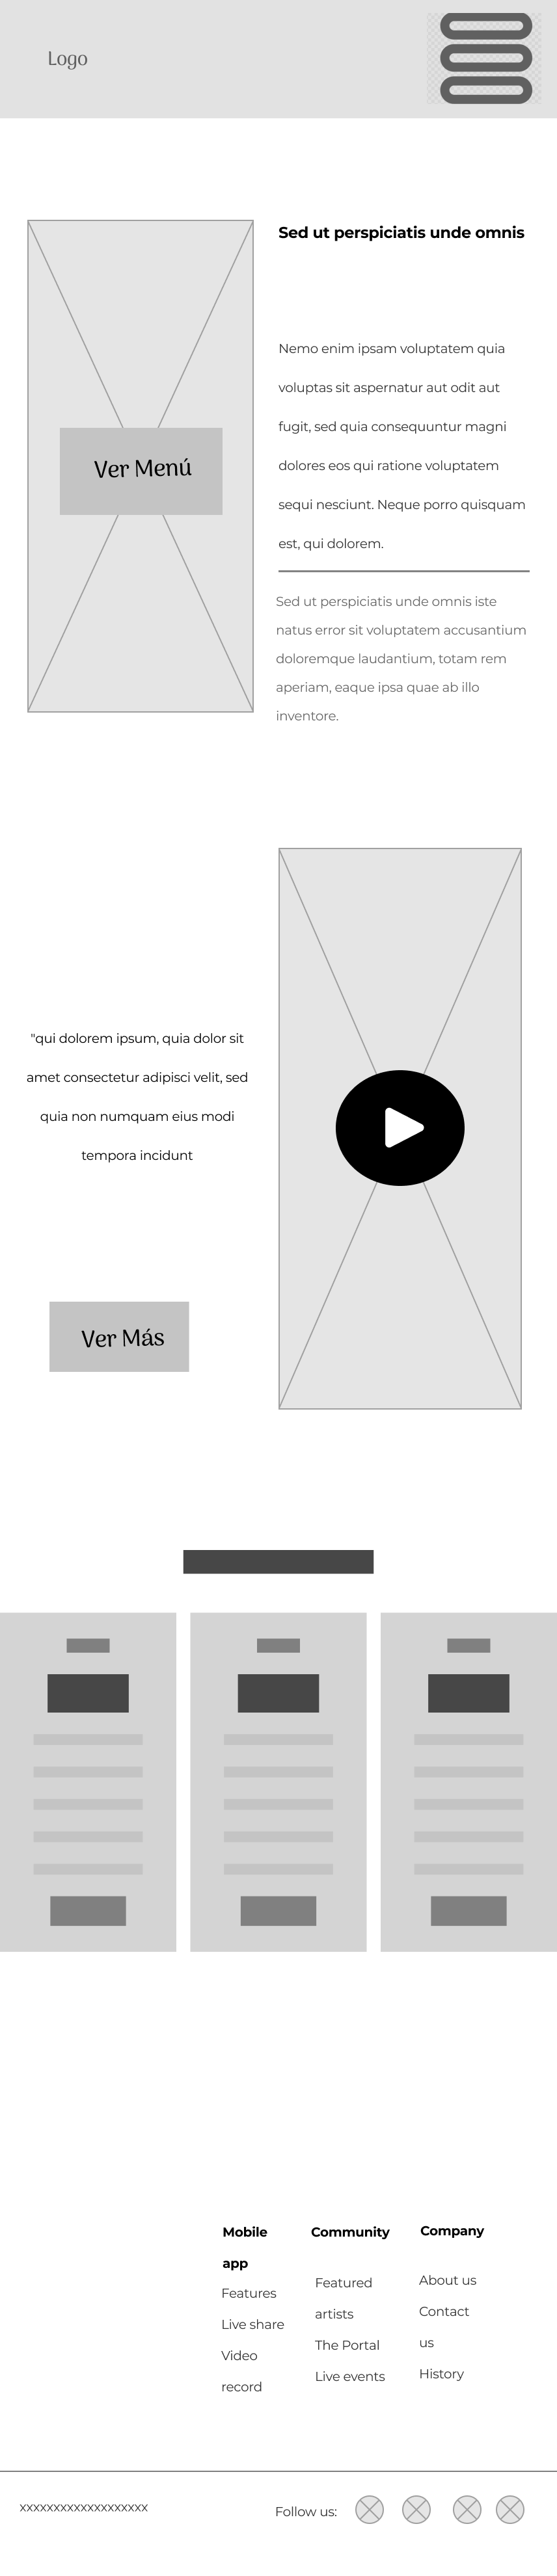 Logo
Sed ut perspiciatis unde omnis
Nemo enim ipsam voluptatem quia
voluptas sit aspernatur aut odit aut
fugit, sed quia consequuntur magni
dolores eos qui ratione voluptatem
sequi nesciunt. Neque porro quisquam
est, qui dolorem.
Ver Menú
Sed ut perspiciatis unde omnis iste
natus error sit voluptatem accusantium
doloremque laudantium, totam rem
aperiam, eaque ipsa quae ab illo
inventore.
"qui dolorem ipsum, quia dolor sit
amet consectetur adipisci velit, sed
quia non numquam eius modi
tempora incidunt
Ver Más
Mobile
app
Features
Live share
Video
record
Community
Featured
artists
The Portal
Live events
Company
About us
Contact
us
History
xxxxxxxxxxxxxxxxxxx
Follow us: